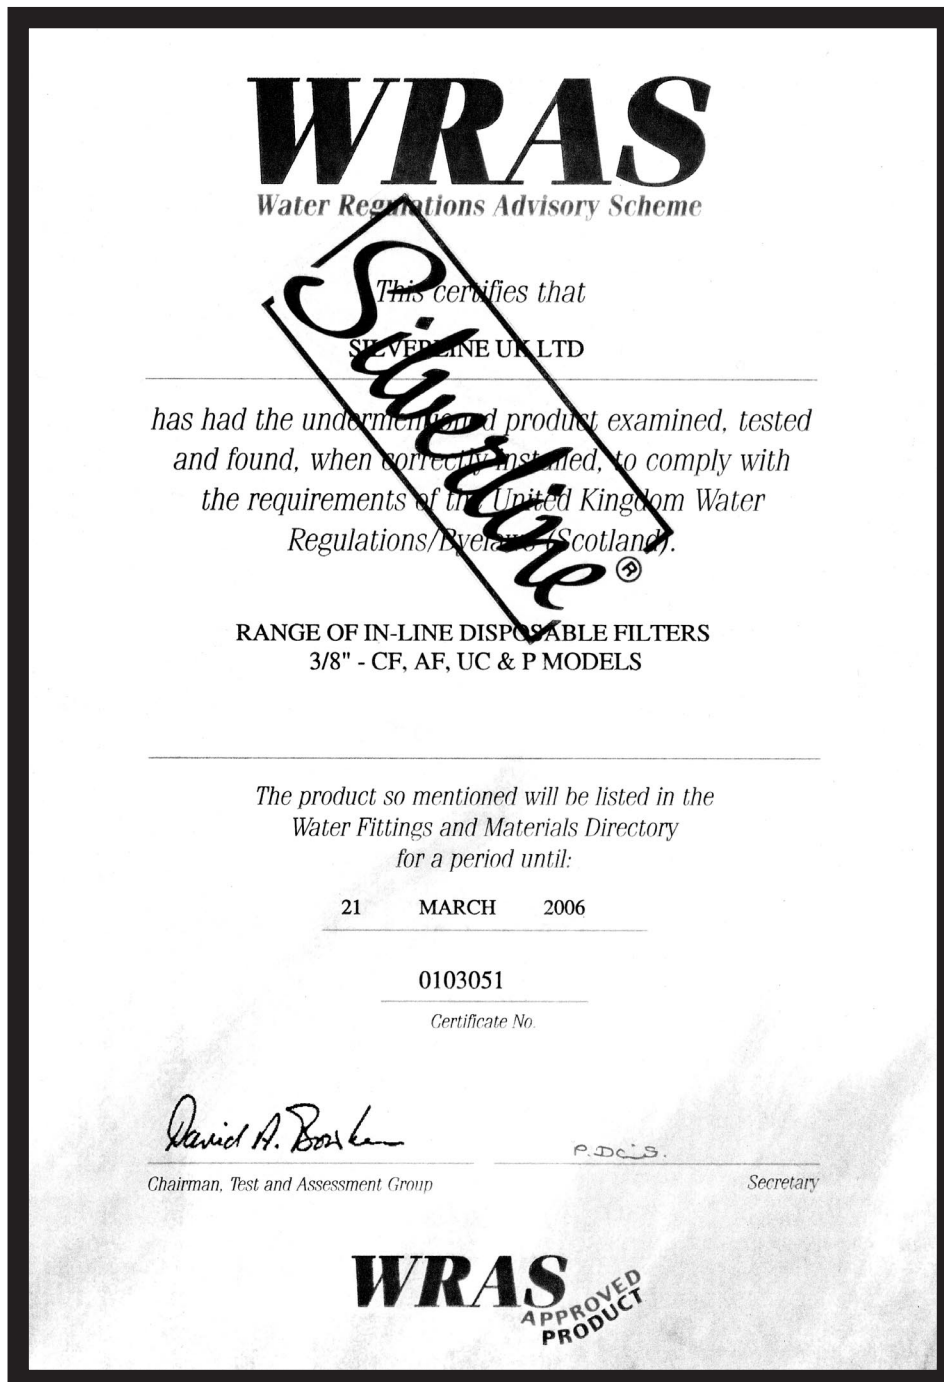 WRAS
Water Regulations Advisory Scheme
This certifies that
SILVERLINE UK LTD
Silverline ®
has had the undermentioned product examined, tested
and found, when correctly installed, to comply with
the requirements of the United Kingdom Water
Regulations/Byelaws (Scotland).
RANGE OF IN-LINE DISPOSABLE FILTERS
3/8" - CF, AF, UC & P MODELS
The product so mentioned will be listed in the
Water Fittings and Materials Directory
for a period until:
21 MARCH 2006
0103051
Certificate No.
David A.
Chairman, Test and Assessment Group
Secretary
WRAS
APPROVED
PRODUCT